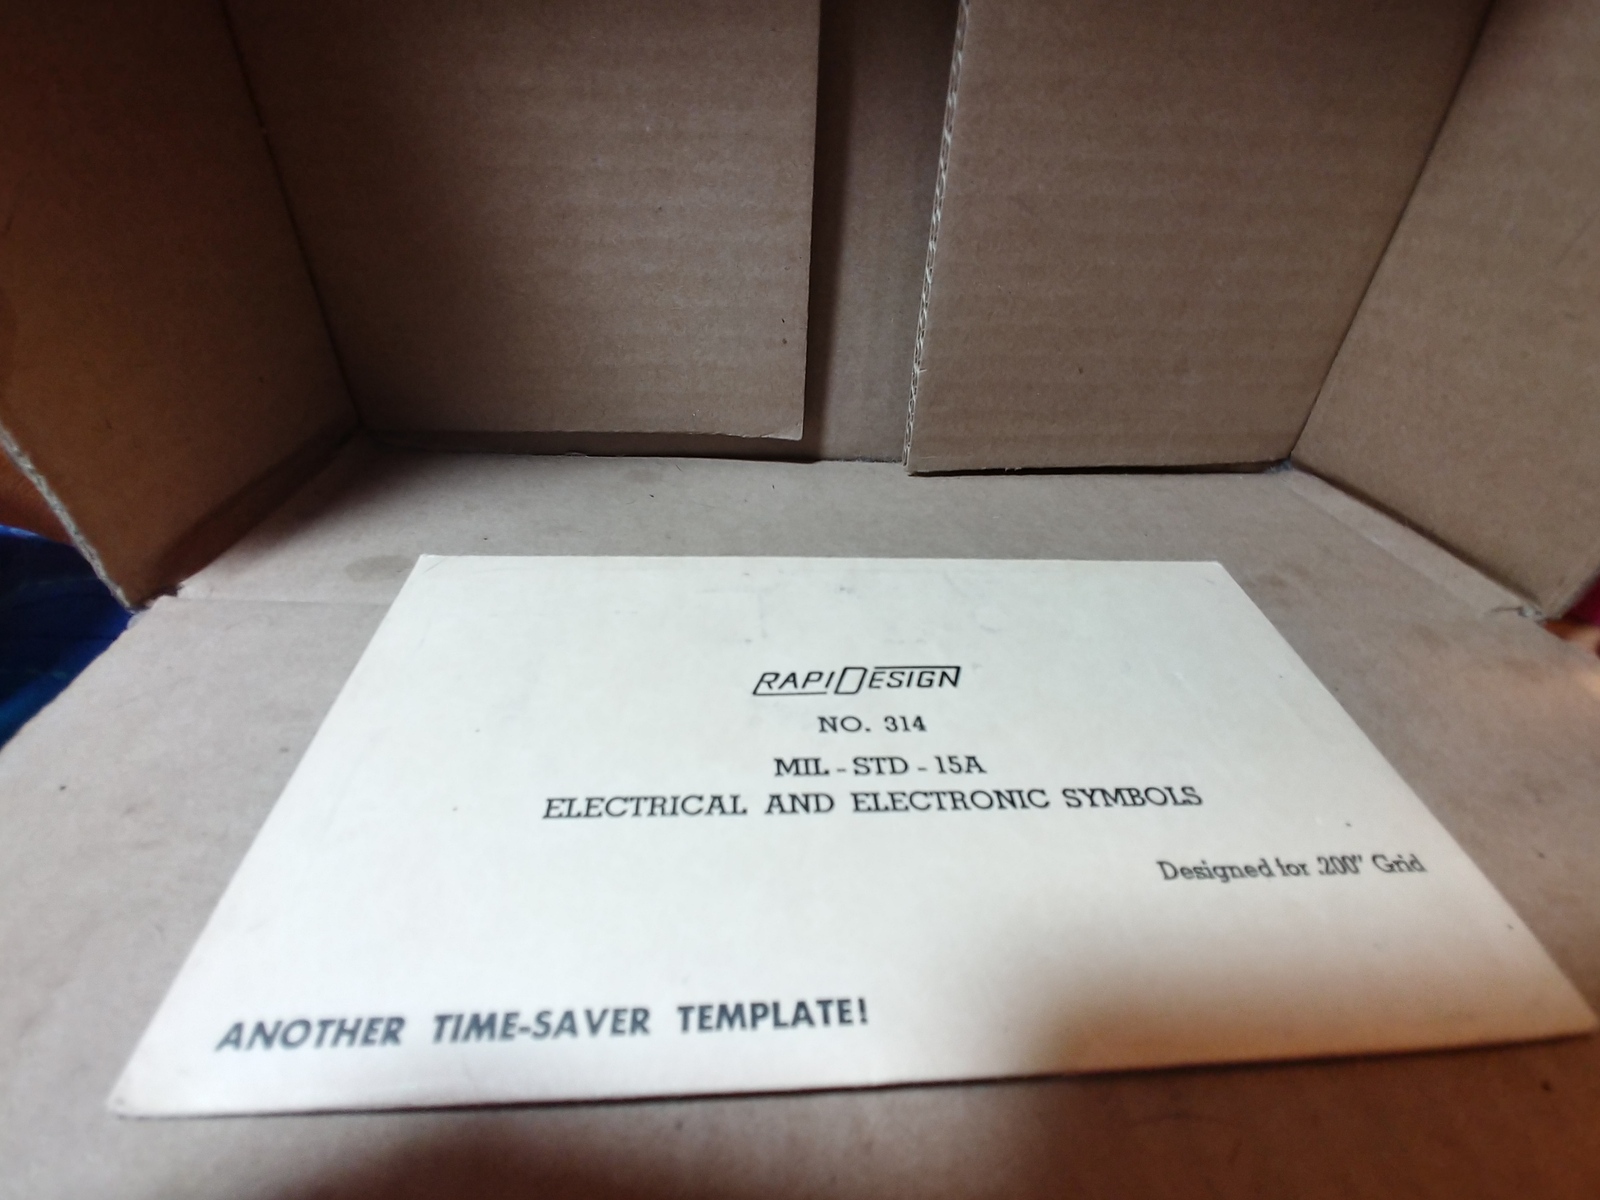 RAPIDESIGN
NO. 314
MIL - STD - 15A
ELECTRICAL AND ELECTRONIC SYMBOLS
Designed for .200" Grid
ANOTHER TIME-SAVER TEMPLATE!